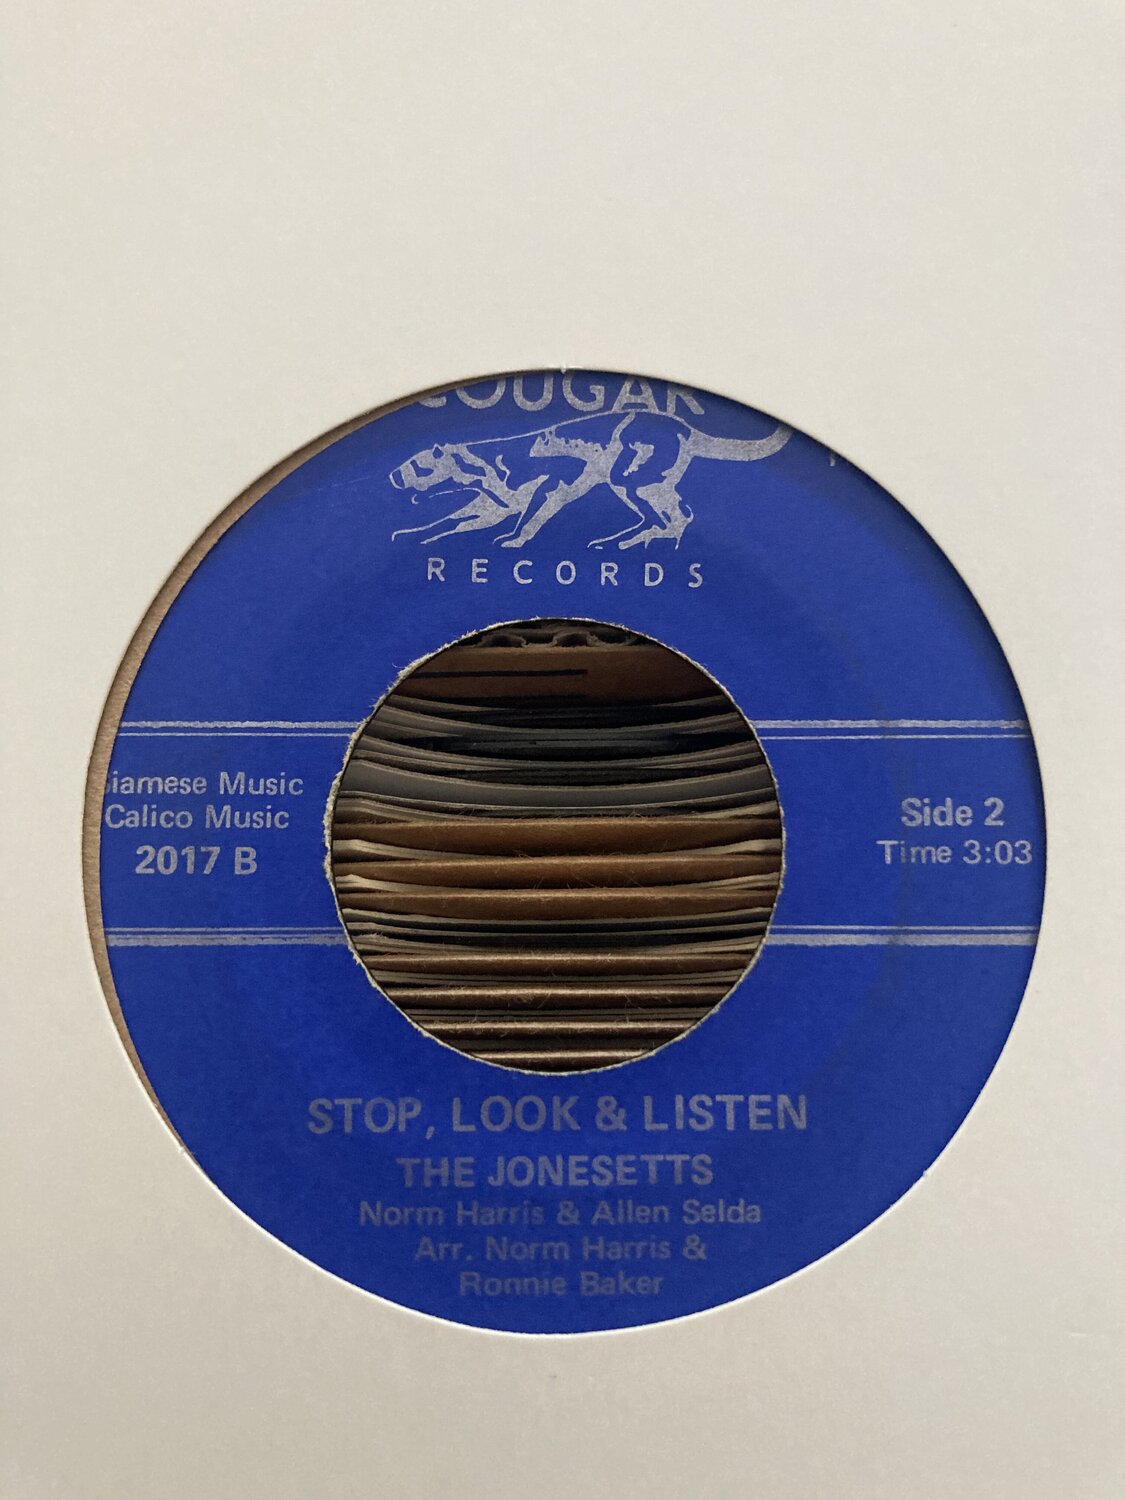 COUGAR
RECORDS
Siamese Music
Calico Music
2017 B
Side 2
Time 3:03
STOP, LOOK & LISTEN
THE JONESETTS
Norm Harris & Allen Selda
Arr. Norm Harris &
Ronnie Baker